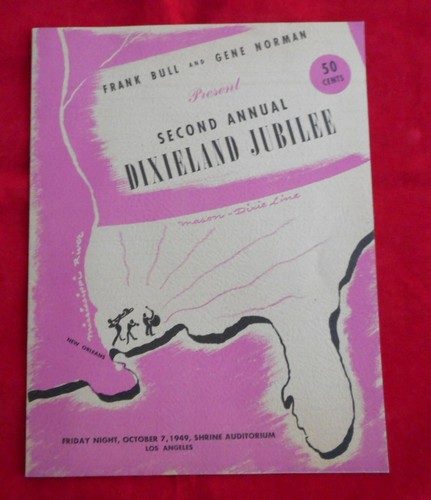 FRANK BULL AND GENE NORMAN
50
CENTS
Present
SECOND ANNUAL
DIXIELAND JUBILEE
Mason-Dixie Line
Mississippi River
NEW ORLEANS
FRIDAY NIGHT, OCTOBER 7, 1949, SHRINE AUDITORIUM
LOS ANGELES